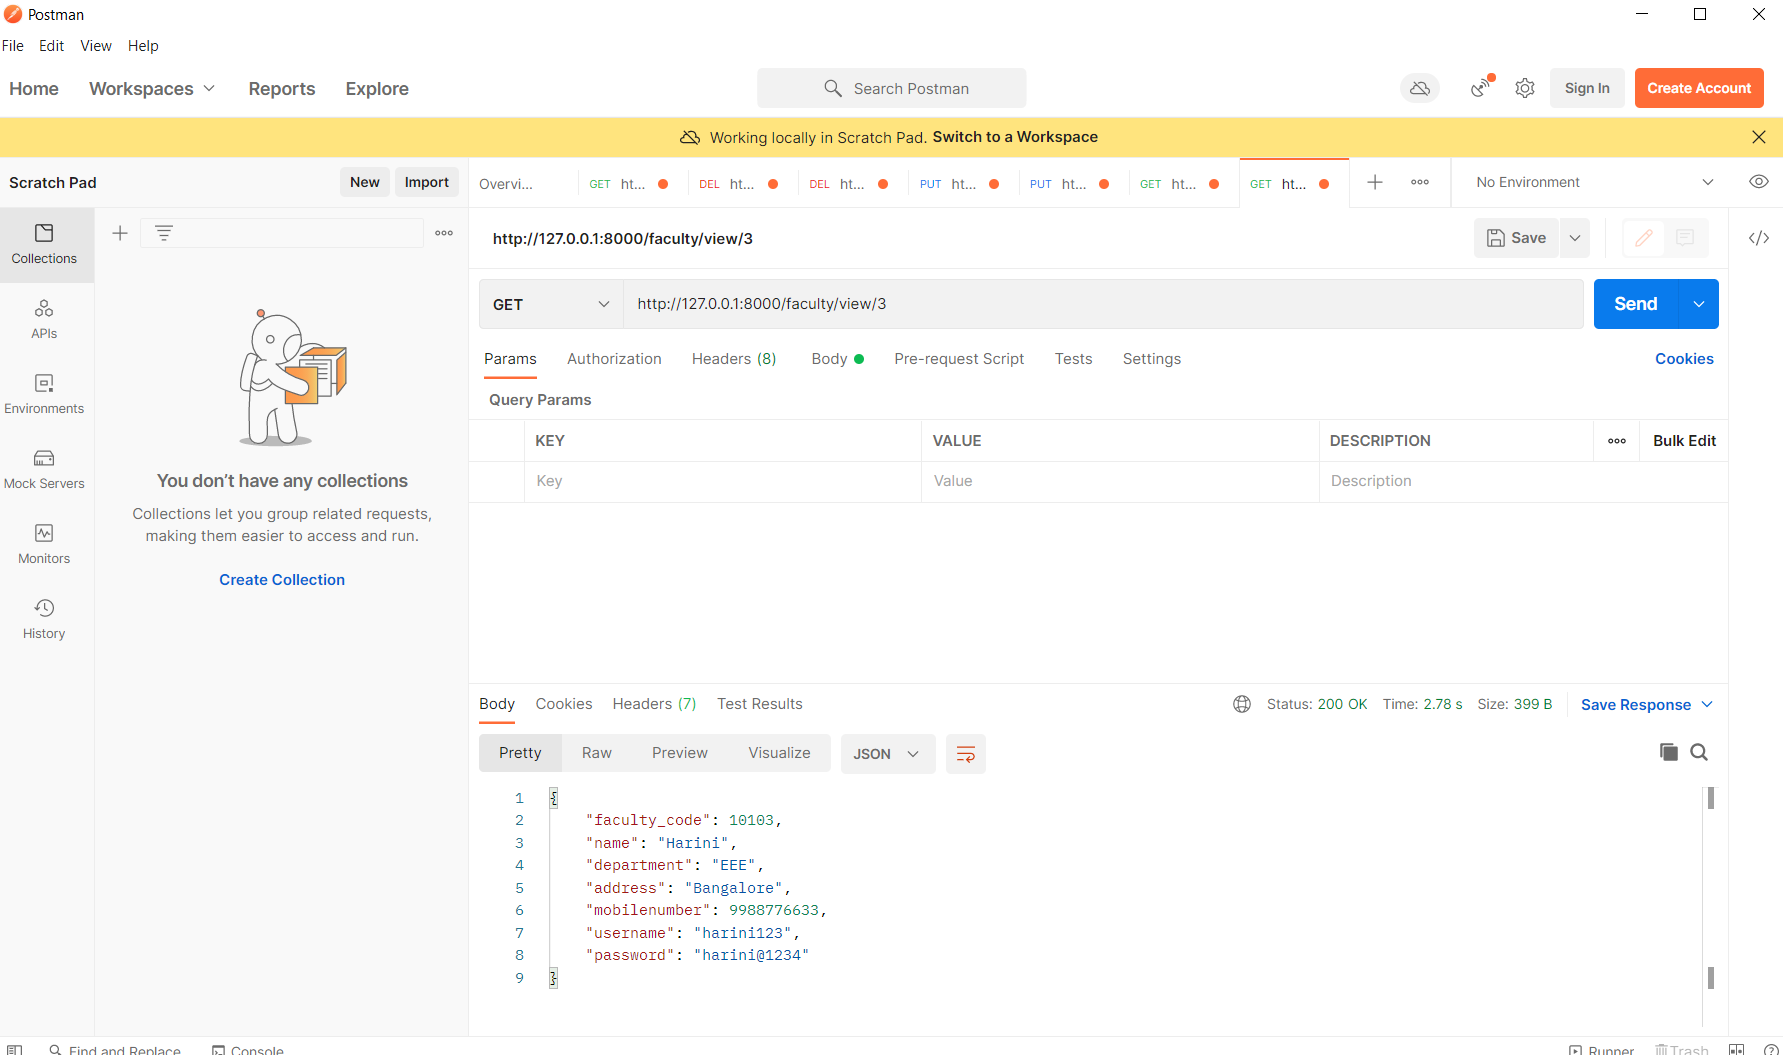 Postman
File Edit View Help
Home Workspaces Reports Explore Search Postman Sign In Create Account
Working locally in Scratch Pad. Switch to a Workspace
Scratch Pad New Import Overvi... GET ht... DEL ht... DEL ht... PUT ht... PUT ht... GET ht... GET ht... No Environment
Collections
APIs
Environments
Mock Servers
Monitors
History
You don't have any collections
Collections let you group related requests,
making them easier to access and run.
Create Collection
http://127.0.0.1:8000/faculty/view/3 Save
GET http://127.0.0.1:8000/faculty/view/3 Send
Params Authorization Headers (8) Body Pre-request Script Tests Settings Cookies
Query Params
KEY VALUE DESCRIPTION Bulk Edit
Key Value Description
Body Cookies Headers (7) Test Results Status: 200 OK Time: 2.78 s Size: 399 B Save Response
Pretty Raw Preview Visualize JSON
1 {
2 "faculty_code": 10103,
3 "name": "Harini",
4 "department": "EEE",
5 "address": "Bangalore",
6 "mobilenumber": 9988776633,
7 "username": "harini123",
8 "password": "harini@1234"
9 }
Find and Replace Console Runner Trash